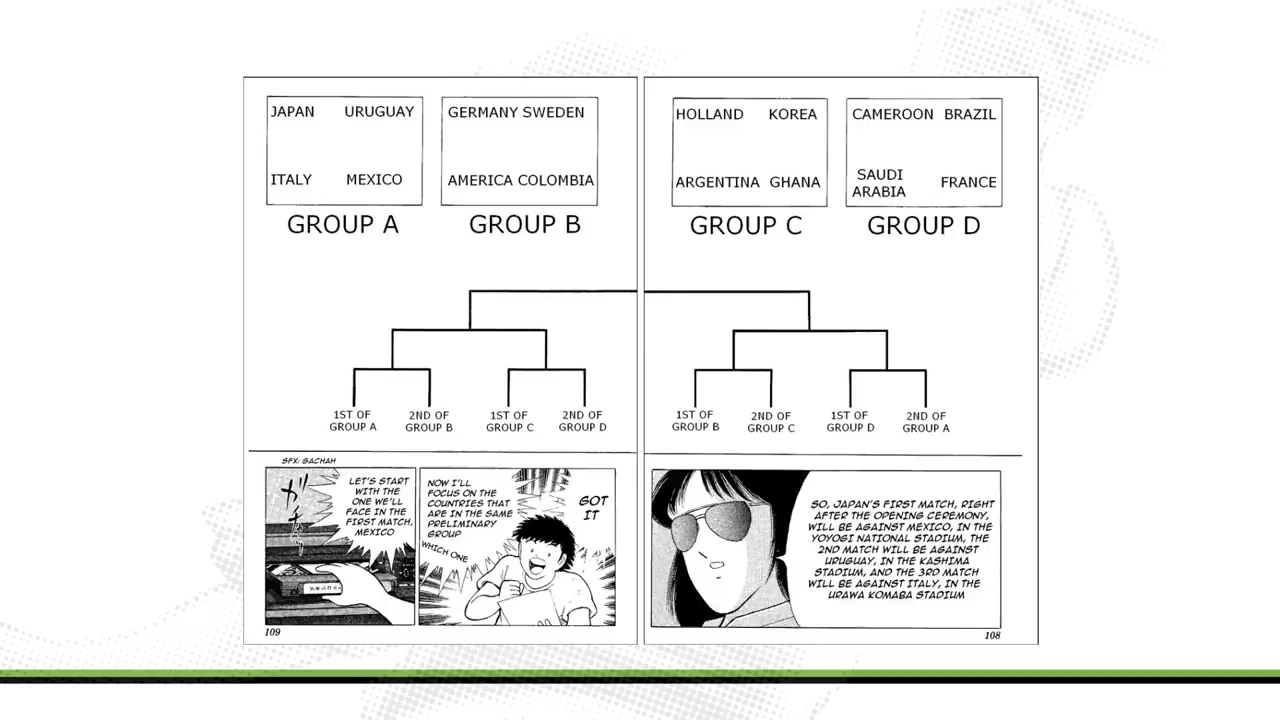 JAPAN URUGUAY
ITALY MEXICO
GROUP A
GERMANY SWEDEN
AMERICA COLOMBIA
GROUP B
HOLLAND KOREA
ARGENTINA GHANA
GROUP C
CAMEROON BRAZIL
SAUDI
ARABIA FRANCE
GROUP D
1ST OF
GROUP A
2ND OF
GROUP B
1ST OF
GROUP C
2ND OF
GROUP D
1ST OF
GROUP B
2ND OF
GROUP C
1ST OF
GROUP D
2ND OF
GROUP A
SO, JAPAN'S FIRST MATCH, RIGHT
AFTER THE OPENING CEREMONY,
WILL BE AGAINST MEXICO, IN THE
YOYOGI NATIONAL STADIUM, THE
2ND MATCH WILL BE AGAINST
URUGUAY, IN THE KASHIMA
STADIUM, AND THE 3RD MATCH
WILL BE AGAINST ITALY, IN THE
URAWA KOMABA STADIUM
108
GOT
IT
NOW I'LL
FOCUS ON THE
COUNTRIES THAT
ARE IN THE SAME
PRELIMINARY
GROUP
WHICH ONE
SFX: GACHAH
LET'S START
WITH THE
ONE WE'LL
FACE IN THE
FIRST MATCH,
MEXICO
109